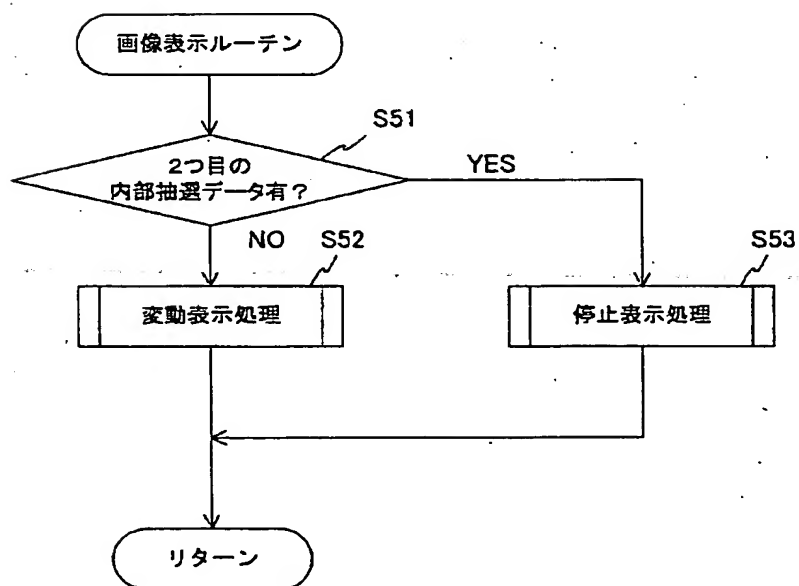 画像表示ルーテン
S51
2つ目の
内部抽選データ有？
YES
NO
S52
S53
変動表示処理
停止表示処理
リターン